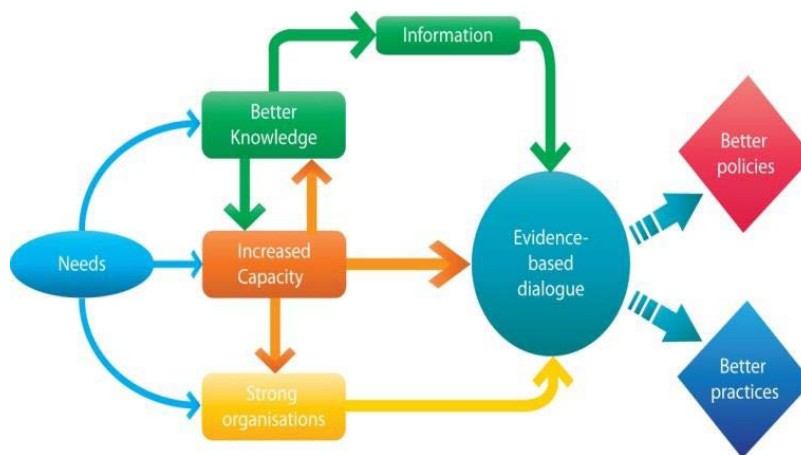 Information
Better
Knowledge
Needs
Increased
Capacity
Strong
organisations
Evidence-
based
dialogue
Better
policies
Better
practices